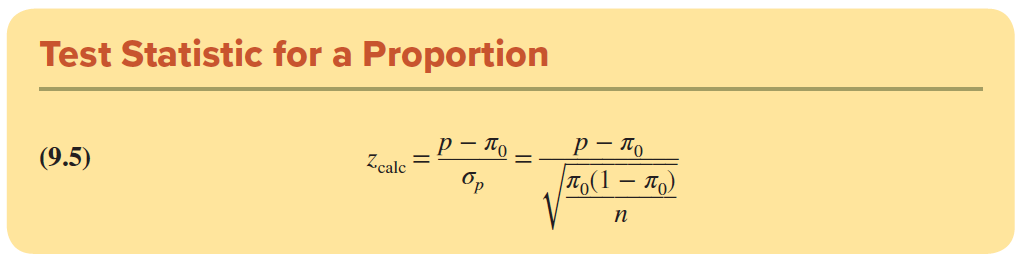 Test Statistic for a Proportion
(9.5) z_calc = (p − π₀)/σ_p = (p − π₀)/√(π₀(1 − π₀)/n)